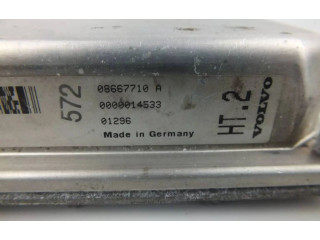 572
08667710 A
0000014533
01296
Made in Germany
HT.2
VOLVO